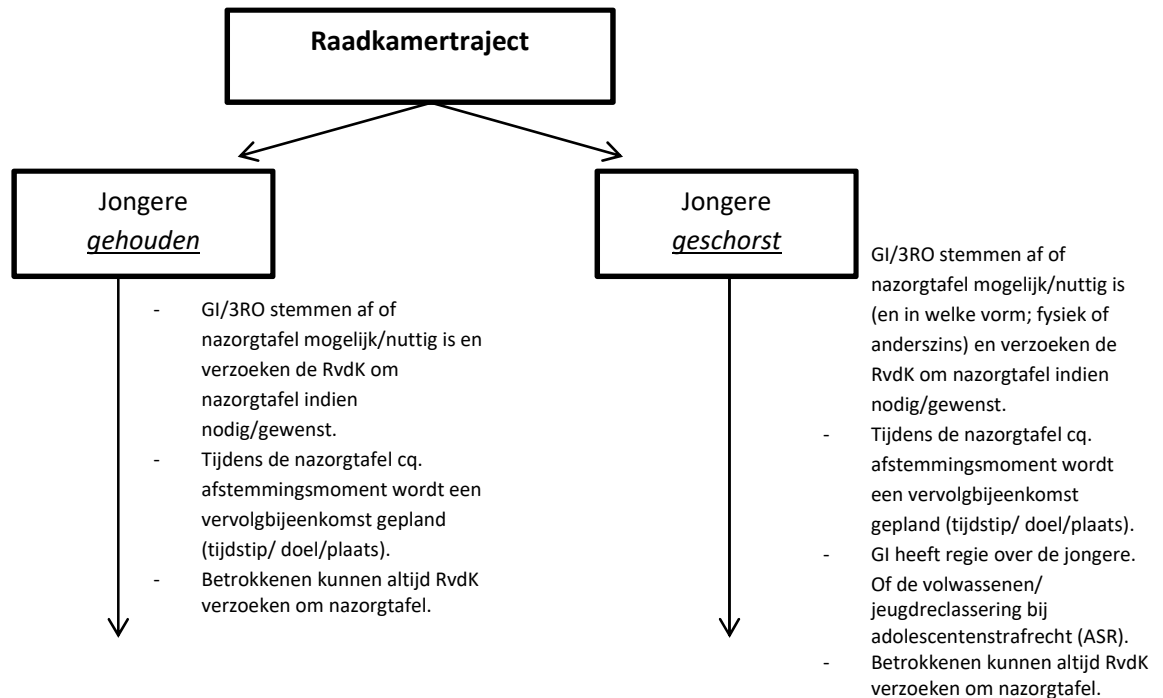 Raadkamertraject
Jongere
gehouden
- GI/3RO stemmen af of
nazorgtafel mogelijk/nuttig is en
verzoeken de RvdK om
nazorgtafel indien
nodig/gewenst.
- Tijdens de nazorgtafel cq.
afstemmingsmoment wordt een
vervolgbijeenkomst gepland
(tijdstip/ doel/plaats).
- Betrokkenen kunnen altijd RvdK
verzoeken om nazorgtafel.
Jongere
geschorst
GI/3RO stemmen af of
nazorgtafel mogelijk/nuttig is
(en in welke vorm; fysiek of
anderszins) en verzoeken de
RvdK om nazorgtafel indien
nodig/gewenst.
- Tijdens de nazorgtafel cq.
afstemmingsmoment wordt
een vervolgbijeenkomst
gepland (tijdstip/ doel/plaats).
- GI heeft regie over de jongere.
Of de volwassenen/
jeugdreclassering bij
adolescentenstrafrecht (ASR).
- Betrokkenen kunnen altijd RvdK
verzoeken om nazorgtafel.